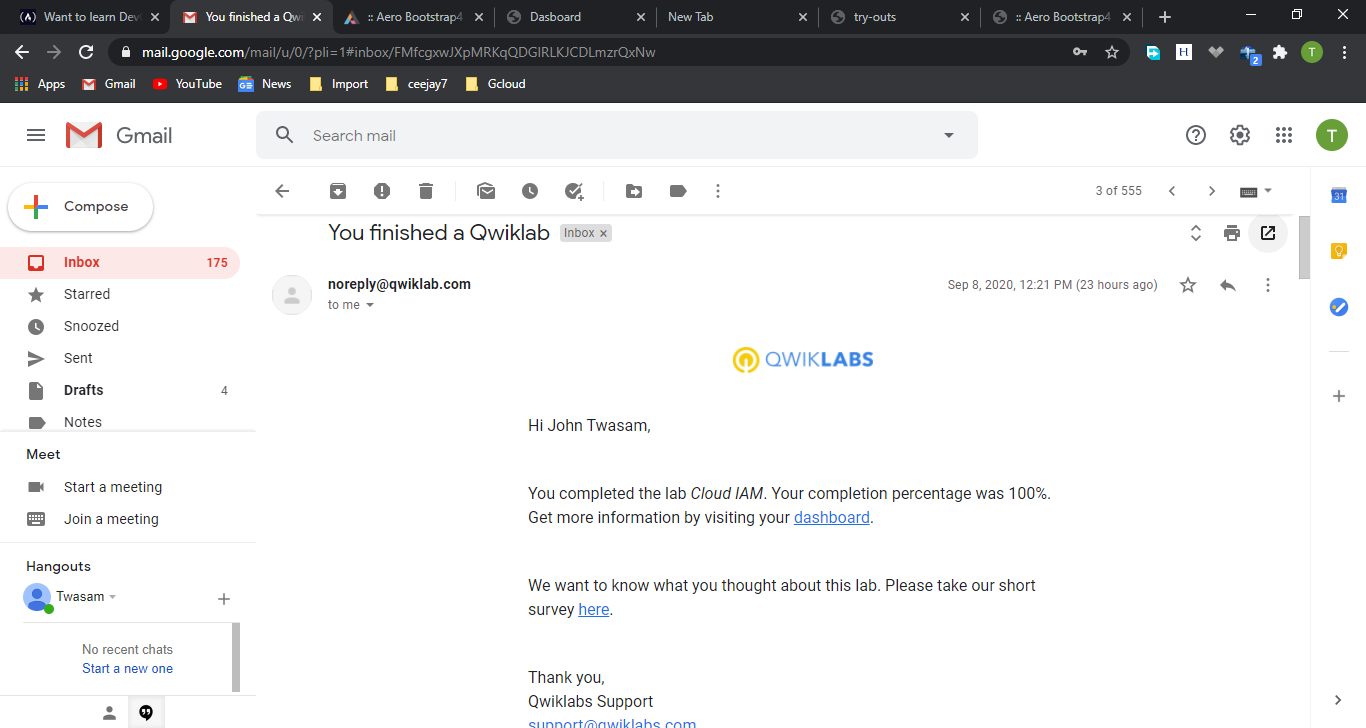 Want to learn Dev
You finished a Qwi
:: Aero Bootstrap4
Dasboard
New Tab
try-outs
:: Aero Bootstrap4
mail.google.com/mail/u/0/?pli=1#inbox/FMfcgxwJXpMRKqQDGlRLKJCDLmzrQxNw
H
2
T
Apps
Gmail
YouTube
News
Import
ceejay7
Gcloud
Gmail
Search mail
T
Compose
3 of 555
31
You finished a Qwiklab
Inbox x
Inbox 175
Starred
Snoozed
Sent
Drafts 4
Notes
noreply@qwiklab.com
Sep 8, 2020, 12:21 PM (23 hours ago)
to me
QWIKLABS
Hi John Twasam,
You completed the lab Cloud IAM. Your completion percentage was 100%.
Get more information by visiting your dashboard.
We want to know what you thought about this lab. Please take our short
survey here.
Thank you,
Qwiklabs Support
support@qwiklabs.com
Meet
Start a meeting
Join a meeting
Hangouts
Twasam
No recent chats
Start a new one